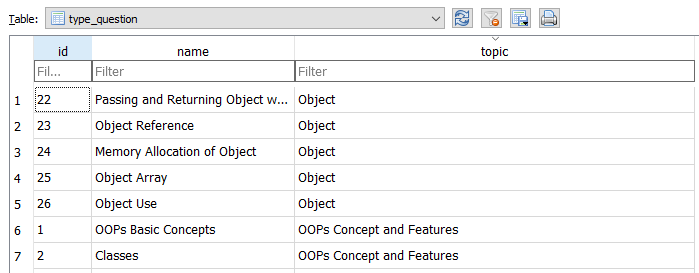 Table: type_question
id name topic
Fil... Filter Filter
1 22 Passing and Returning Object w... Object
2 23 Object Reference Object
3 24 Memory Allocation of Object Object
4 25 Object Array Object
5 26 Object Use Object
6 1 OOPs Basic Concepts OOPs Concept and Features
7 2 Classes OOPs Concept and Features